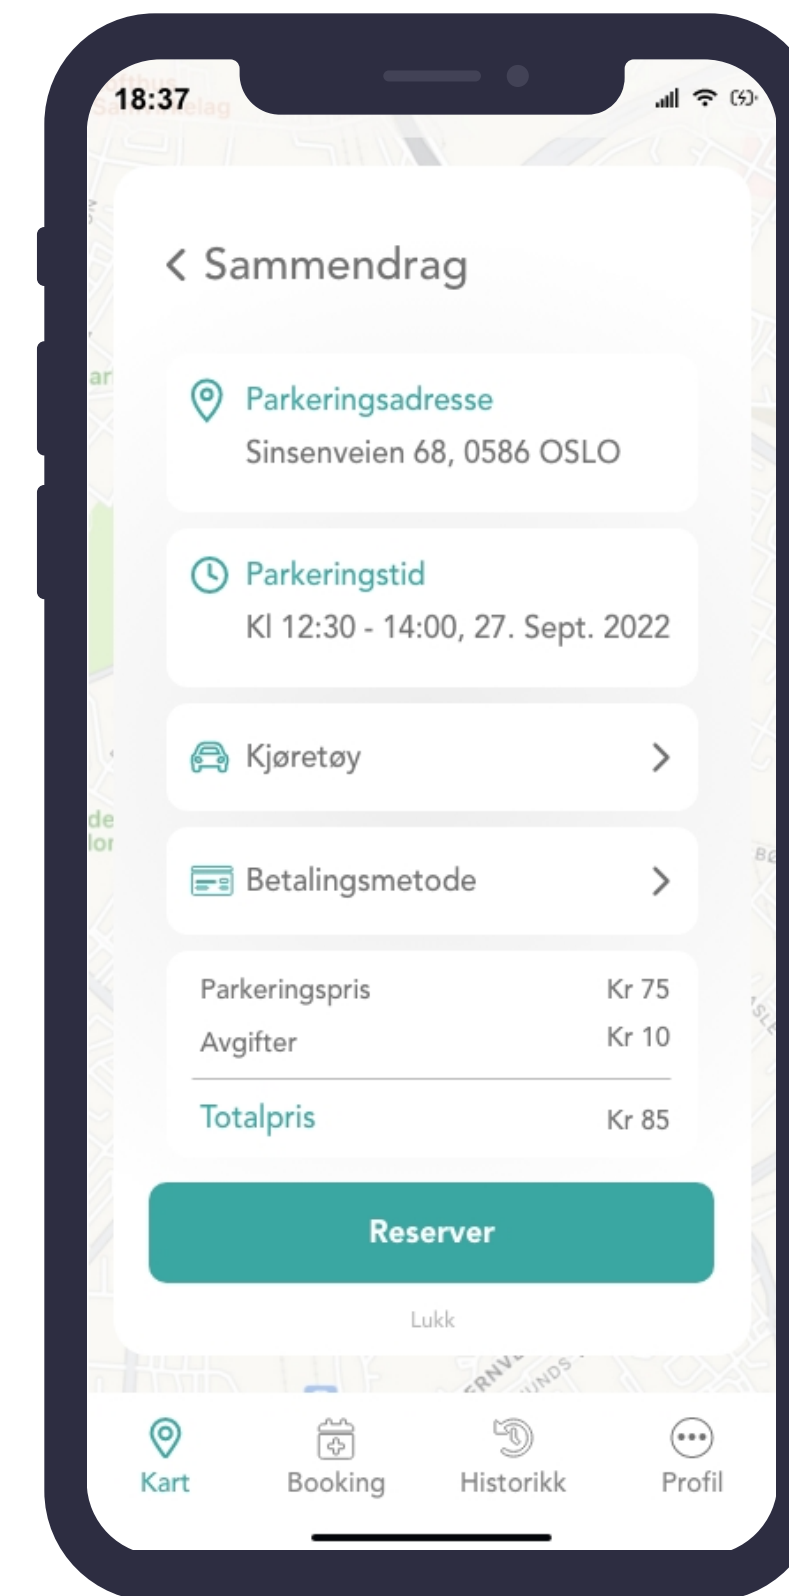 18:37
Sammendrag
Parkeringsadresse
Sinsenveien 68, 0586 OSLO
Parkeringstid
Kl 12:30 - 14:00, 27. Sept. 2022
Kjøretøy
Betalingsmetode
Parkeringspris Kr 75
Avgifter Kr 10
Totalpris Kr 85
Reserver
Lukk
Kart Booking Historikk Profil